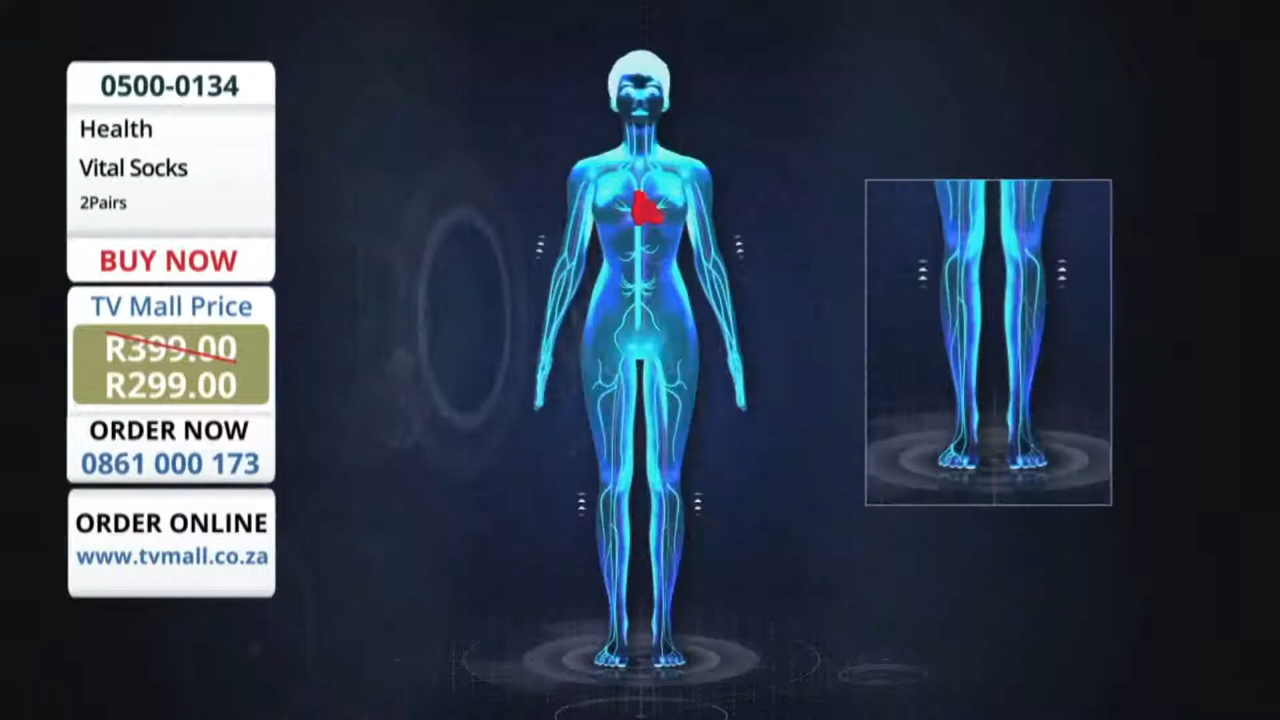 0500-0134
Health
Vital Socks
2Pairs
BUY NOW
TV Mall Price
R399.00
R299.00
ORDER NOW
0861 000 173
ORDER ONLINE
www.tvmall.co.za